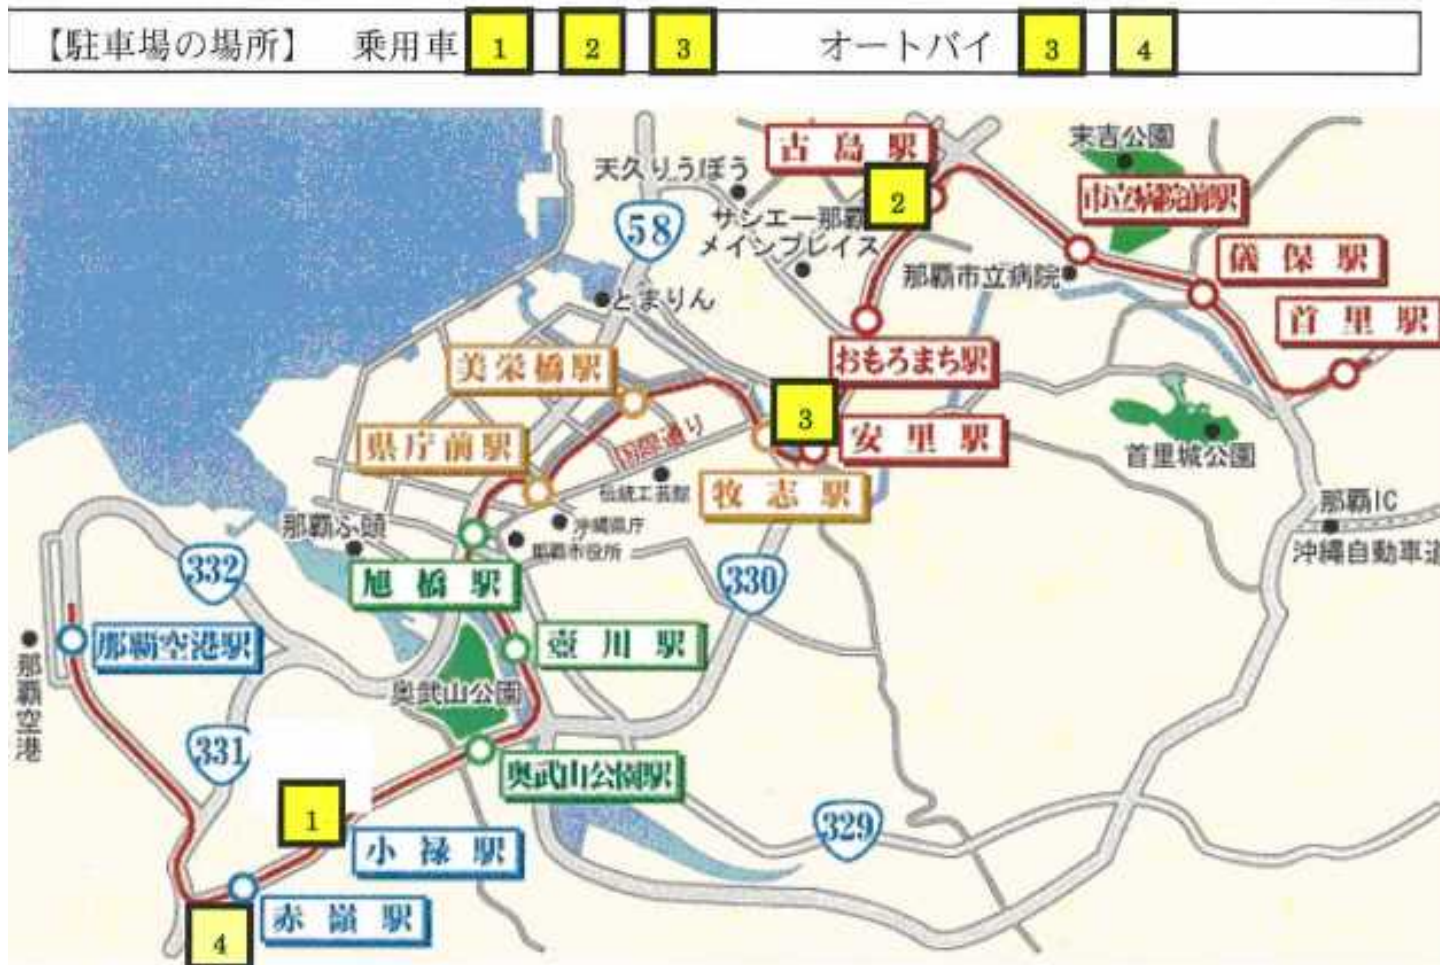 【駐車場の場所】 乗用車 1 2 3 オートバイ 3 4
古島駅
末吉公園
天久りうぼう
2
市立病院前駅
58
サンエー那覇
メインプレイス
儀保駅
那覇市立病院
とまりん
首里駅
美栄橋駅
おもろまち駅
3
国際通り
安里駅
県庁前駅
首里城公園
伝統工芸館
牧志駅
那覇IC
那覇ふ頭
沖縄県庁
那覇市役所
沖縄自動車道
332
旭橋駅
330
那覇空港駅
壺川駅
那覇空港
奥武山公園
331
奥武山公園駅
1
329
小禄駅
赤嶺駅
4